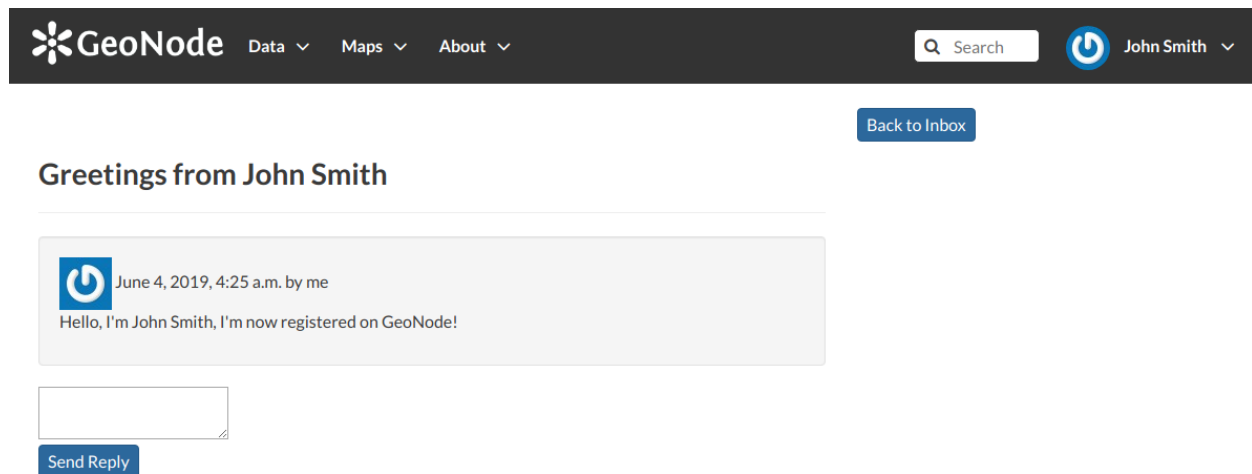 GeoNode Data Maps About Search John Smith
Back to Inbox
Greetings from John Smith
June 4, 2019, 4:25 a.m. by me
Hello, I'm John Smith, I'm now registered on GeoNode!
Send Reply